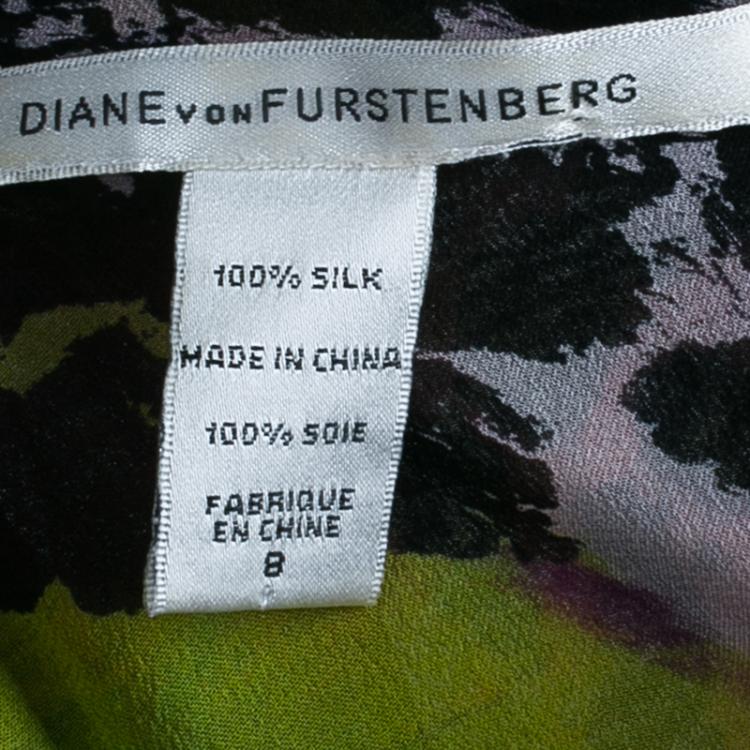 DIANE VON FURSTENBERG
100% SILK
MADE IN CHINA
100% SOIE
FABRIQUE
EN CHINE
8